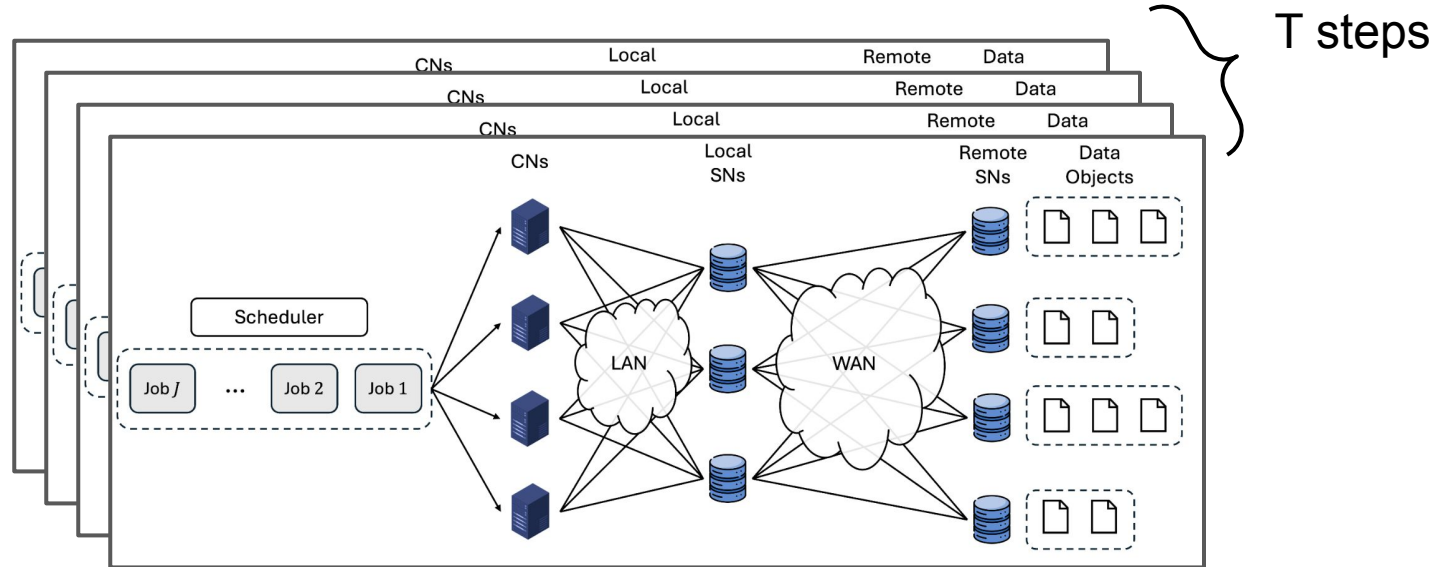 T steps
CNs
Local
Remote
Data
CNs
Local
Remote
Data
CNs
Local
Remote
Data
CNs
Local
SNs
Remote
SNs
Data
Objects
Scheduler
Job J
...
Job 2
Job 1
LAN
WAN